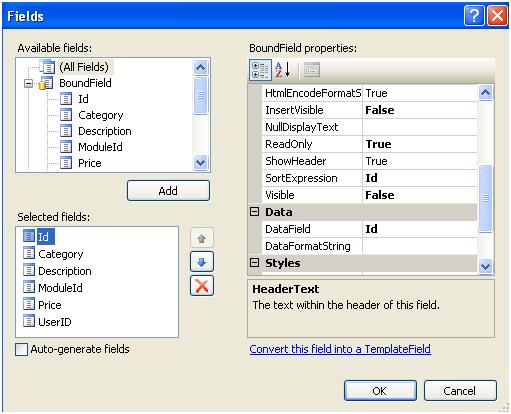 Fields
Available fields:
(All Fields)
BoundField
Id
Category
Description
ModuleId
Price
Add
Selected fields:
Id
Category
Description
ModuleId
Price
UserID
Auto-generate fields
BoundField properties:
HtmlEncodeFormatS True
InsertVisible False
NullDisplayText
ReadOnly True
ShowHeader True
SortExpression Id
Visible False
Data
DataField Id
DataFormatString
Styles
HeaderText
The text within the header of this field.
Convert this field into a TemplateField
OK
Cancel